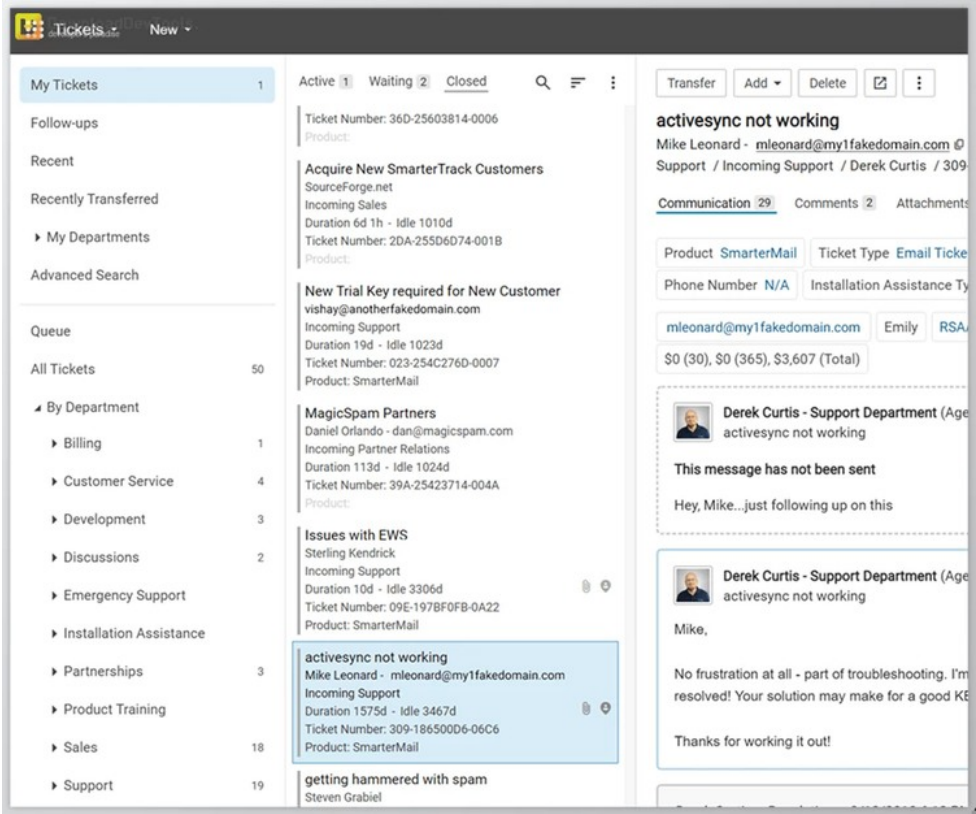 Tickets
New
My Tickets 1
Follow-ups
Recent
Recently Transferred
My Departments
Advanced Search
Queue
All Tickets 50
By Department
Billing 1
Customer Service 4
Development 3
Discussions 2
Emergency Support
Installation Assistance
Partnerships 3
Product Training
Sales 18
Support 19
Active 1 Waiting 2 Closed
Ticket Number: 36D-25603814-0006
Product:
Acquire New SmarterTrack Customers
SourceForge.net
Incoming Sales
Duration 6d 1h - Idle 1010d
Ticket Number: 2DA-255D6D74-001B
Product:
New Trial Key required for New Customer
vishay@anotherfakedomain.com
Incoming Support
Duration 19d - Idle 1023d
Ticket Number: 023-254C276D-0007
Product: SmarterMail
MagicSpam Partners
Daniel Orlando - dan@magicspam.com
Incoming Partner Relations
Duration 113d - Idle 1024d
Ticket Number: 39A-25423714-004A
Product:
Issues with EWS
Sterling Kendrick
Incoming Support
Duration 10d - Idle 3306d
Ticket Number: 09E-197BF0FB-0A22
Product: SmarterMail
activesync not working
Mike Leonard - mleonard@my1fakedomain.com
Incoming Support
Duration 1575d - Idle 3467d
Ticket Number: 309-186500D6-06C6
Product: SmarterMail
getting hammered with spam
Steven Grabiel
Transfer Add Delete
activesync not working
Mike Leonard - mleonard@my1fakedomain.com
Support / Incoming Support / Derek Curtis / 309-
Communication 29 Comments 2 Attachments
Product SmarterMail Ticket Type Email Ticke
Phone Number N/A Installation Assistance Ty
mleonard@my1fakedomain.com Emily RSA
$0 (30), $0 (365), $3,607 (Total)
Derek Curtis - Support Department (Age
activesync not working
This message has not been sent
Hey, Mike...just following up on this
Derek Curtis - Support Department (Age
activesync not working
Mike,
No frustration at all - part of troubleshooting. I'm
resolved! Your solution may make for a good KB
Thanks for working it out!